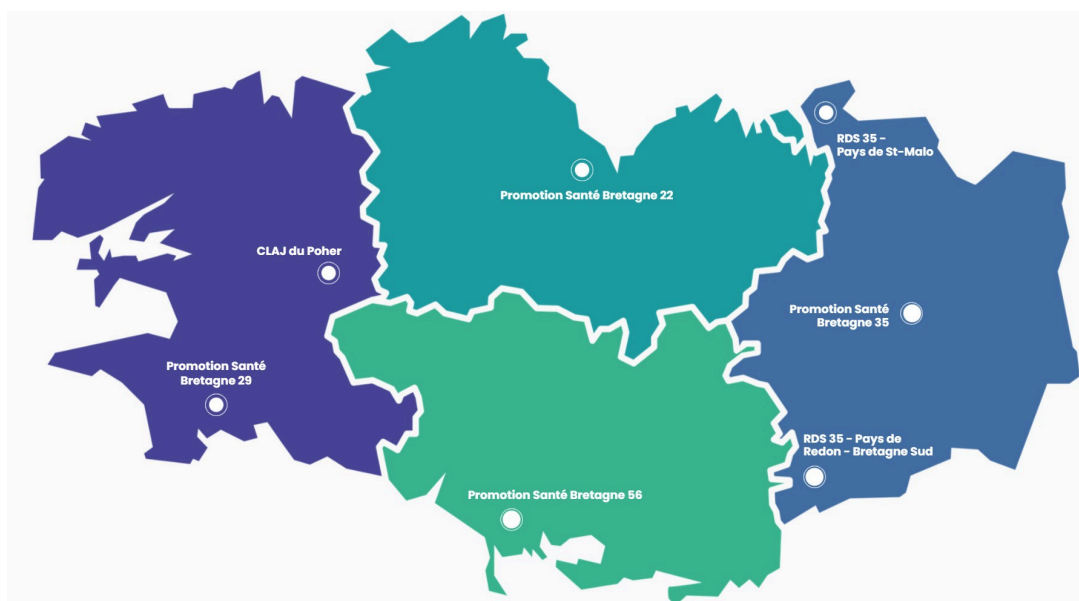 RDS 35 –
Pays de St-Malo
Promotion Santé Bretagne 22
CLAJ du Poher
Promotion Santé
Bretagne 35
Promotion Santé
Bretagne 29
RDS 35 - Pays de
Redon - Bretagne Sud
Promotion Santé Bretagne 56